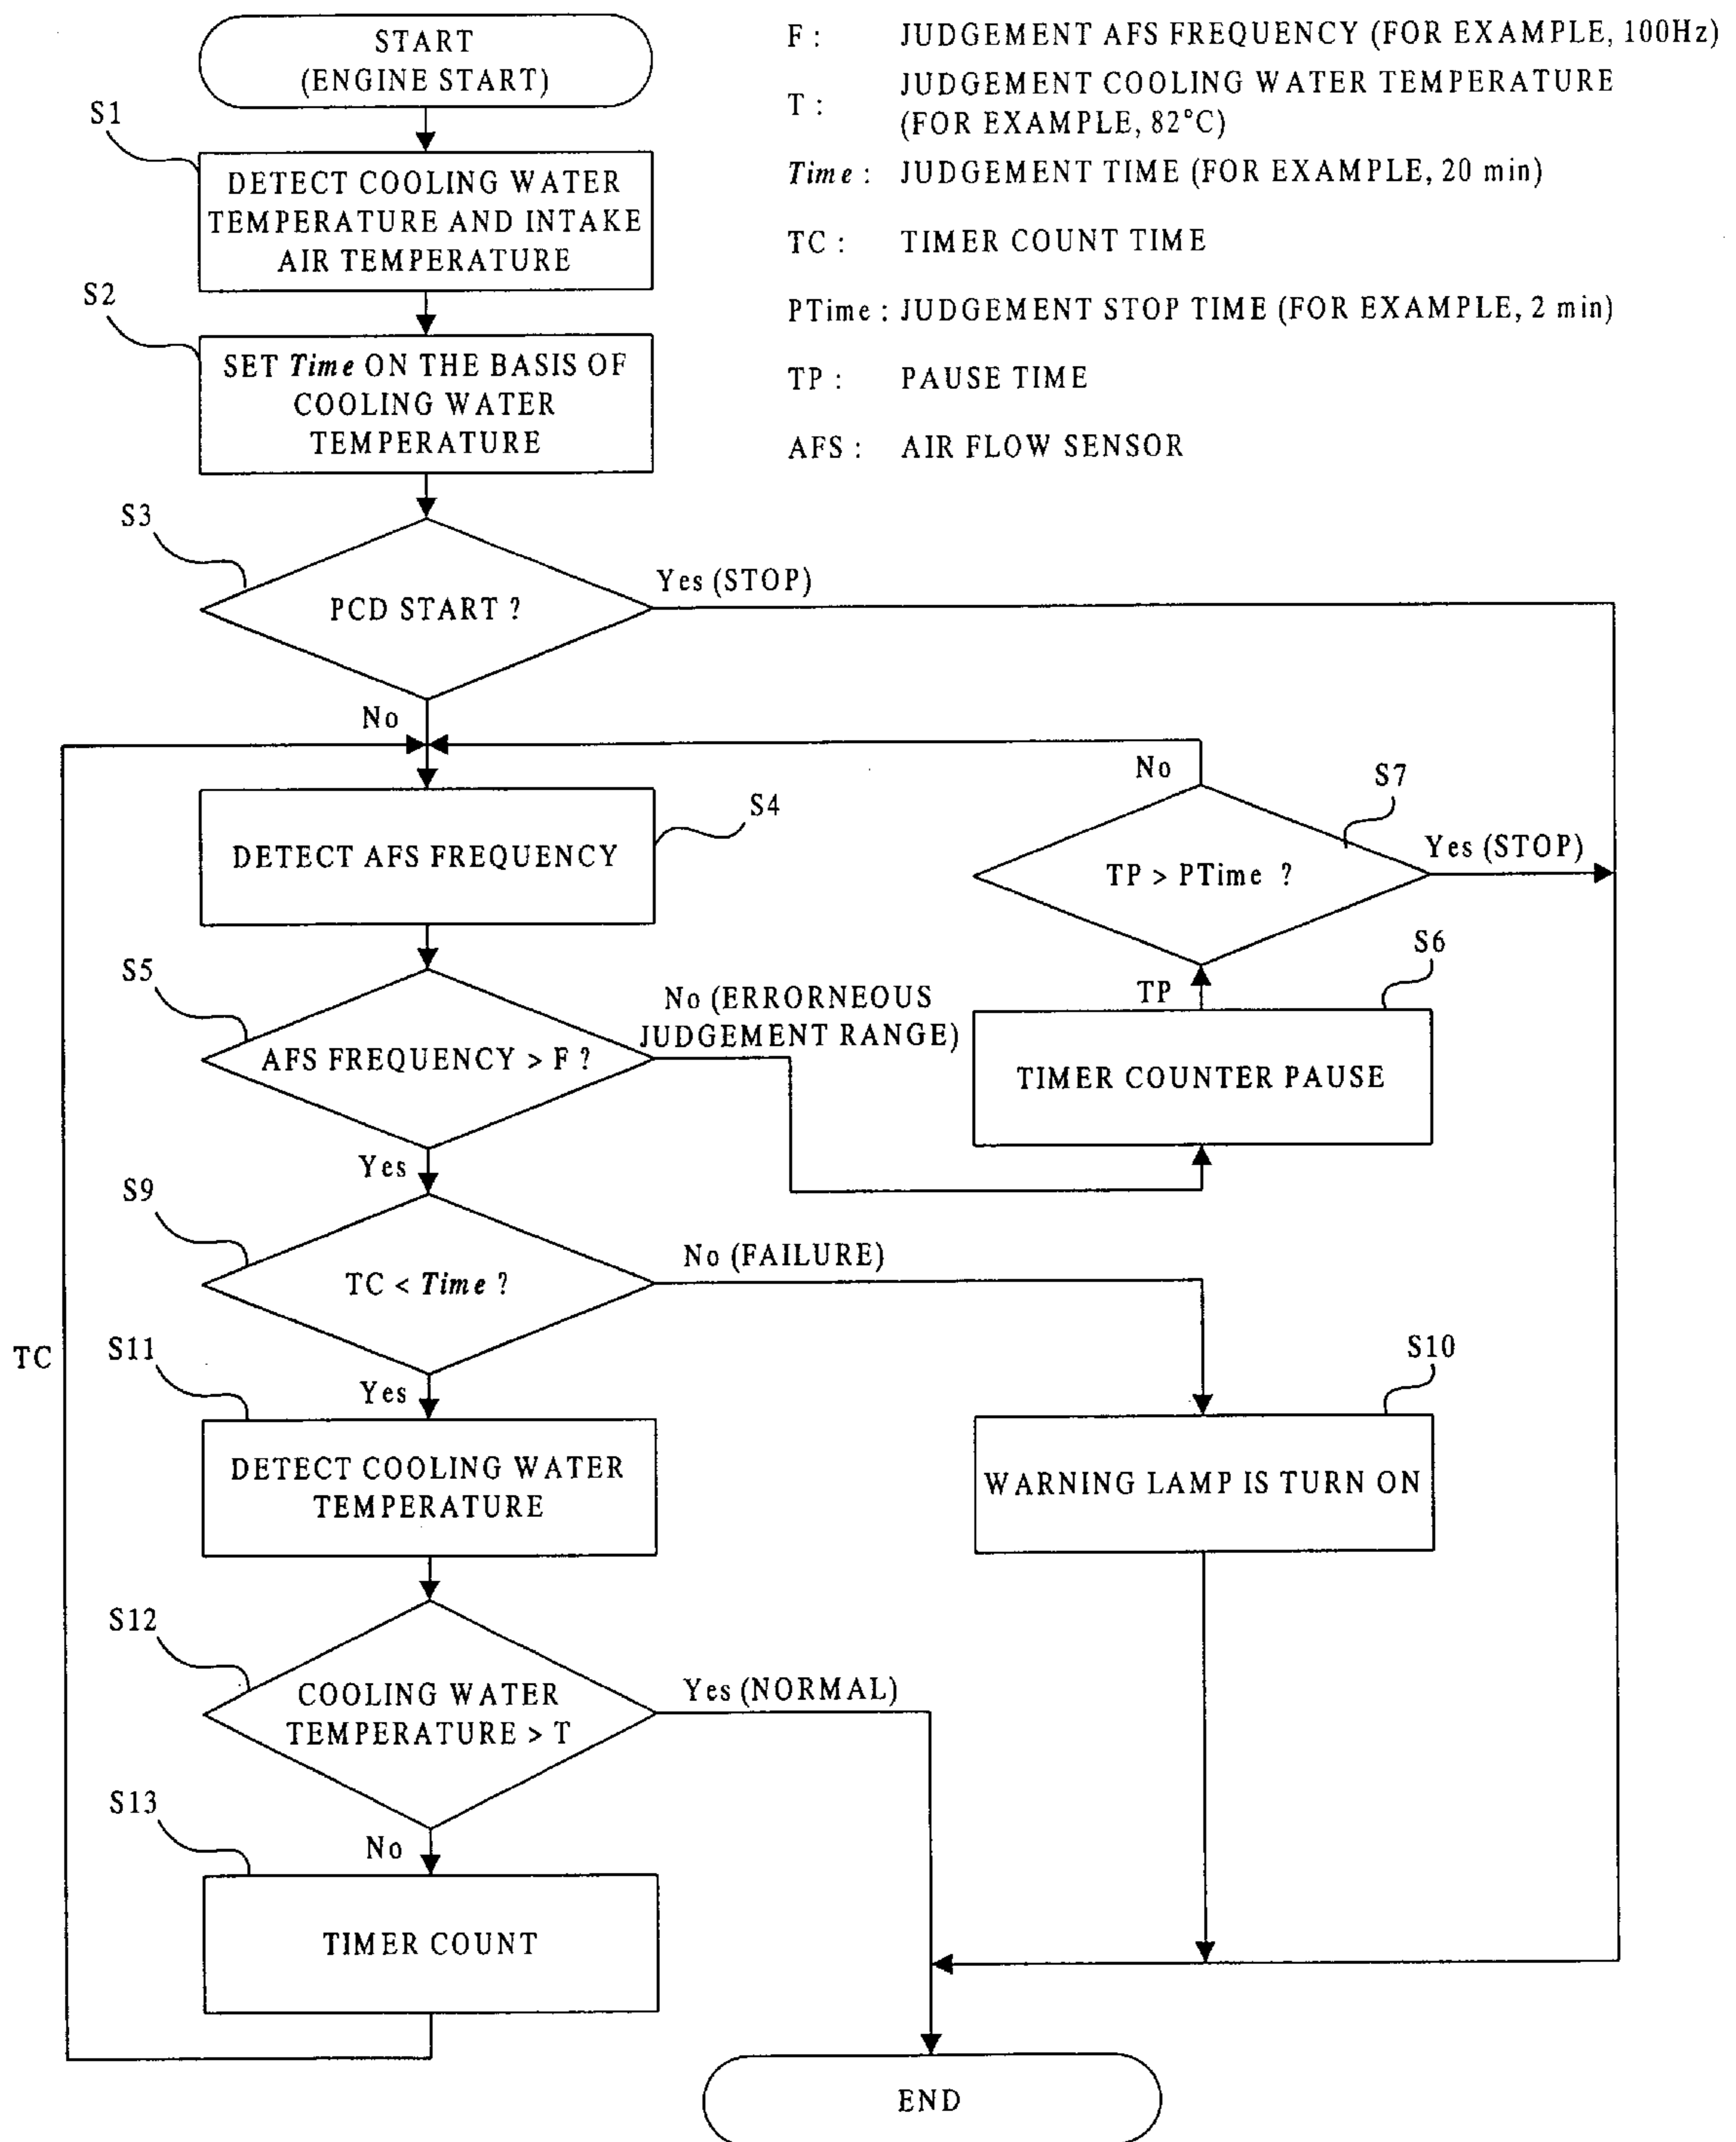 START
(ENGINE START)
F : JUDGEMENT AFS FREQUENCY (FOR EXAMPLE, 100Hz)
T : JUDGEMENT COOLING WATER TEMPERATURE
(FOR EXAMPLE, 82°C)
Time : JUDGEMENT TIME (FOR EXAMPLE, 20 min)
TC : TIMER COUNT TIME
PTime : JUDGEMENT STOP TIME (FOR EXAMPLE, 2 min)
TP : PAUSE TIME
AFS : AIR FLOW SENSOR
S1
DETECT COOLING WATER
TEMPERATURE AND INTAKE
AIR TEMPERATURE
S2
SET Time ON THE BASIS OF
COOLING WATER
TEMPERATURE
S3
PCD START ?
Yes (STOP)
No
S4
DETECT AFS FREQUENCY
No
S7
TP > PTime ?
Yes (STOP)
S5
AFS FREQUENCY > F ?
No (ERRORNEOUS
JUDGEMENT RANGE)
TP
S6
TIMER COUNTER PAUSE
Yes
S9
TC < Time ?
No (FAILURE)
TC
Yes
S11
DETECT COOLING WATER
TEMPERATURE
S10
WARNING LAMP IS TURN ON
S12
COOLING WATER
TEMPERATURE > T
Yes (NORMAL)
No
S13
TIMER COUNT
END